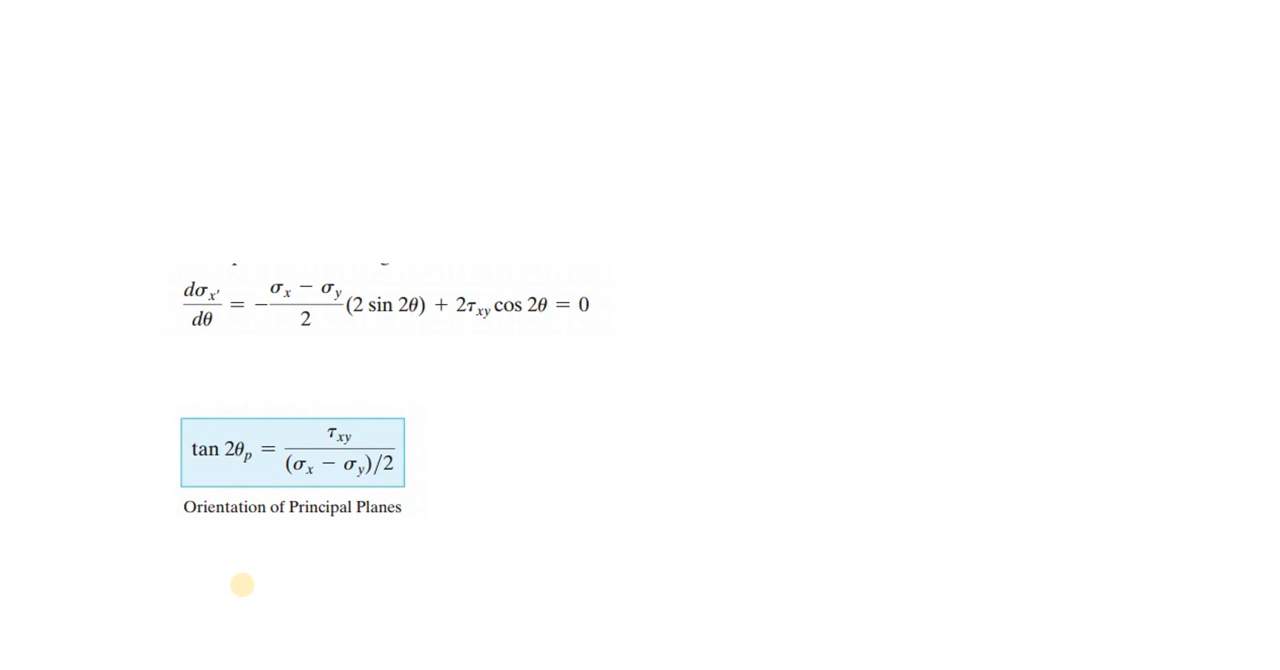 dσx'/dθ = −(σx − σy)/2 (2 sin 2θ) + 2τxy cos 2θ = 0
tan 2θp = τxy/((σx − σy)/2)
Orientation of Principal Planes